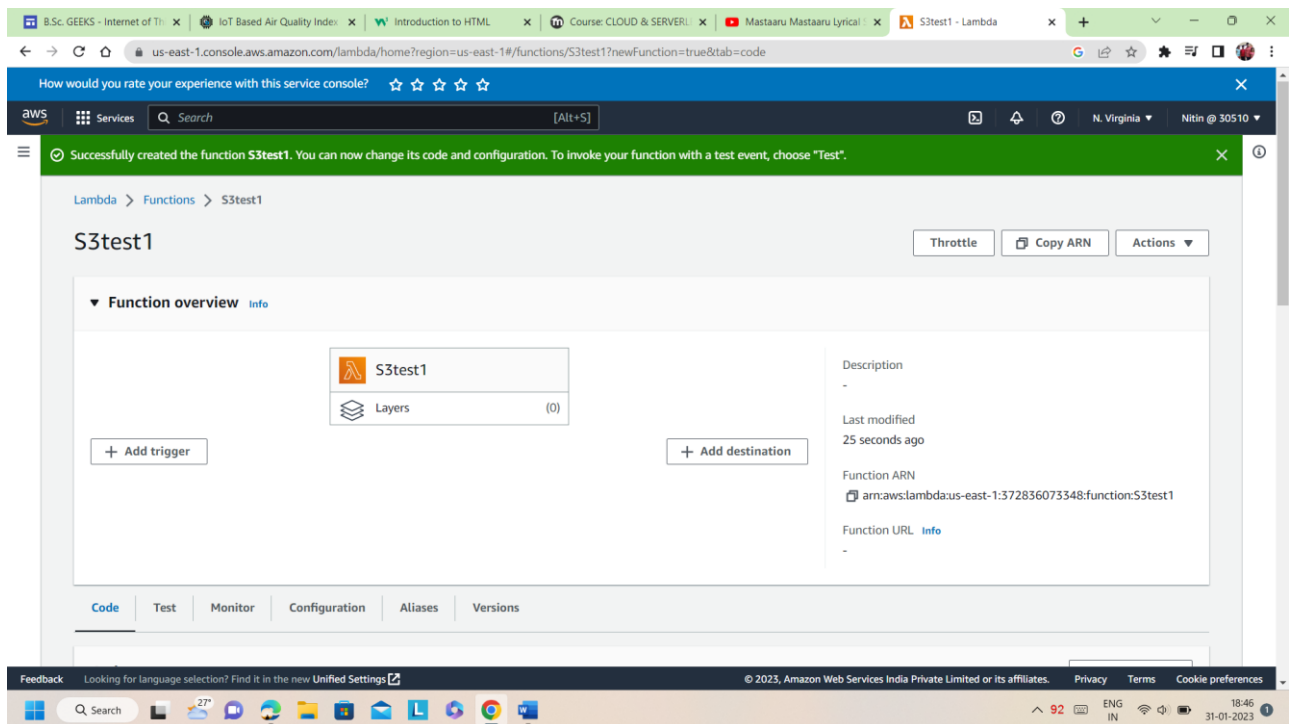 B.Sc. GEEKS - Internet of Th
IoT Based Air Quality Index
Introduction to HTML
Course: CLOUD & SERVERL
Mastaaru Mastaaru Lyrical
S3test1 - Lambda
us-east-1.console.aws.amazon.com/lambda/home?region=us-east-1#/functions/S3test1?newFunction=true&tab=code
How would you rate your experience with this service console?
aws Services Search [Alt+S] N. Virginia ▼ Nitin @ 30510 ▼
Successfully created the function S3test1. You can now change its code and configuration. To invoke your function with a test event, choose "Test".
Lambda > Functions > S3test1
S3test1
Throttle Copy ARN Actions ▼
▼ Function overview Info
S3test1
Layers (0)
+ Add trigger
+ Add destination
Description
-
Last modified
25 seconds ago
Function ARN
arn:aws:lambda:us-east-1:372836073348:function:S3test1
Function URL Info
-
Code Test Monitor Configuration Aliases Versions
Feedback Looking for language selection? Find it in the new Unified Settings © 2023, Amazon Web Services India Private Limited or its affiliates. Privacy Terms Cookie preferences
Search 27° 92 ENG 18:46
IN 31-01-2023 1